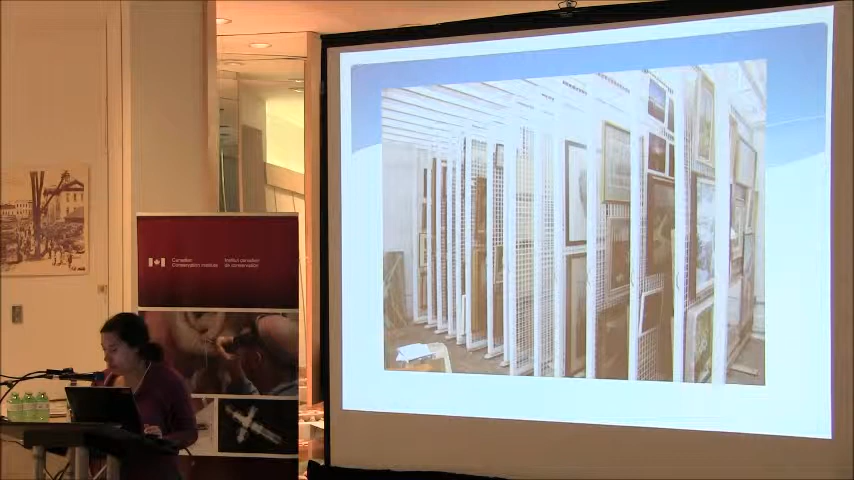 Canadian
Conservation Institute
Institut canadien
de conservation